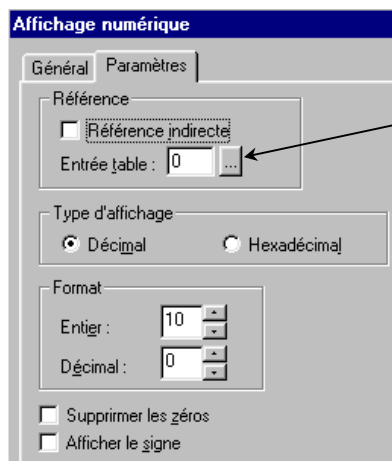 Affichage numérique
Général Paramètres
Référence
Référence indirecte
Entrée table : 0 ...
Type d'affichage
Décimal Hexadécimal
Format
Entier : 10
Décimal : 0
Supprimer les zéros
Afficher le signe